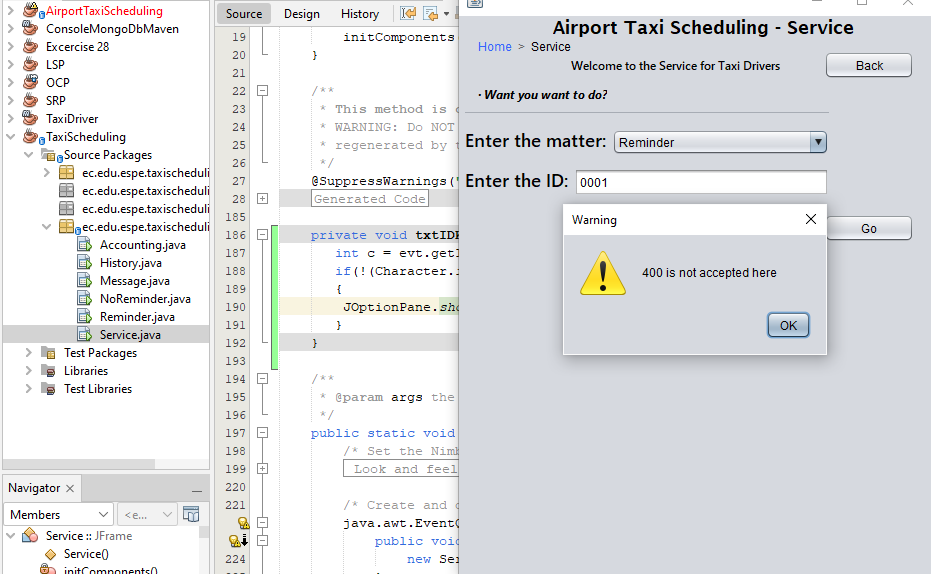 AirportTaxiScheduling
ConsoleMongoDbMaven
Excercise 28
LSP
OCP
SRP
TaxiDriver
TaxiScheduling
Source Packages
ec.edu.espe.taxischeduli
ec.edu.espe.taxischeduli
ec.edu.espe.taxischeduli
ec.edu.espe.taxischeduli
Accounting.java
History.java
Message.java
NoReminder.java
Reminder.java
Service.java
Test Packages
Libraries
Test Libraries
Navigator
Members
<e...
Service :: JFrame
Service()
initComponents()
Source Design History
19 initComponents
20 }
21
22 /**
23 * This method is
24 * WARNING: Do NOT
25 * regenerated by
26 */
27 @SuppressWarnings("
28 Generated Code
185
186 private void txtIDK
187 int c = evt.get
188 if(!(Character.
189 {
190 JOptionPane.sho
191 }
192 }
193
194 /**
195 * @param args the
196 */
197 public static void
198 /* Set the Nimb
199 Look and feel
220
221 /* Create and
java.awt.Event
public void
224 new Ser
Airport Taxi Scheduling - Service
Home > Service
Welcome to the Service for Taxi Drivers
Back
· Want you want to do?
Enter the matter: Reminder
Enter the ID: 0001
Go
Warning
400 is not accepted here
OK